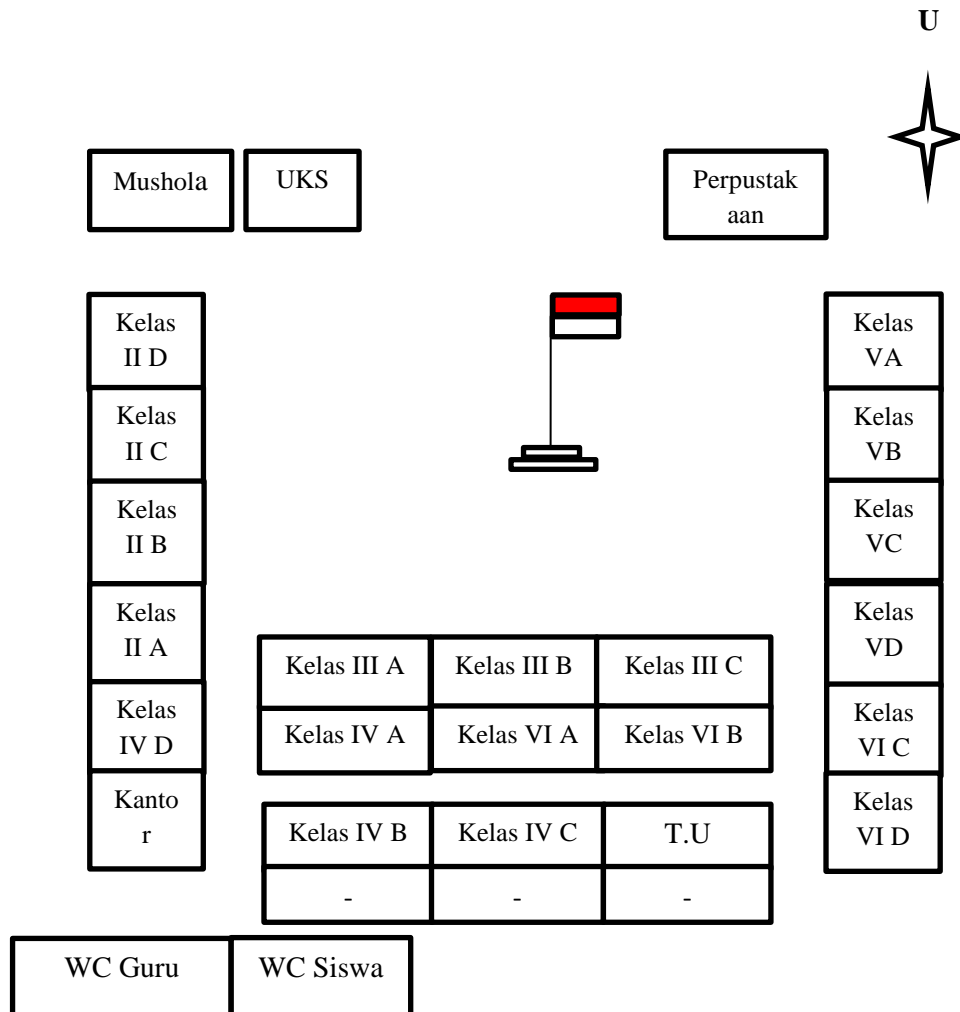 U
Mushola
UKS
Perpustak
aan
Kelas
II D
Kelas
II C
Kelas
II B
Kelas
II A
Kelas
IV D
Kanto
r
Kelas III A
Kelas III B
Kelas III C
Kelas IV A
Kelas VI A
Kelas VI B
Kelas IV B
Kelas IV C
T.U
-
-
-
Kelas
VA
Kelas
VB
Kelas
VC
Kelas
VD
Kelas
VI C
Kelas
VI D
WC Guru
WC Siswa